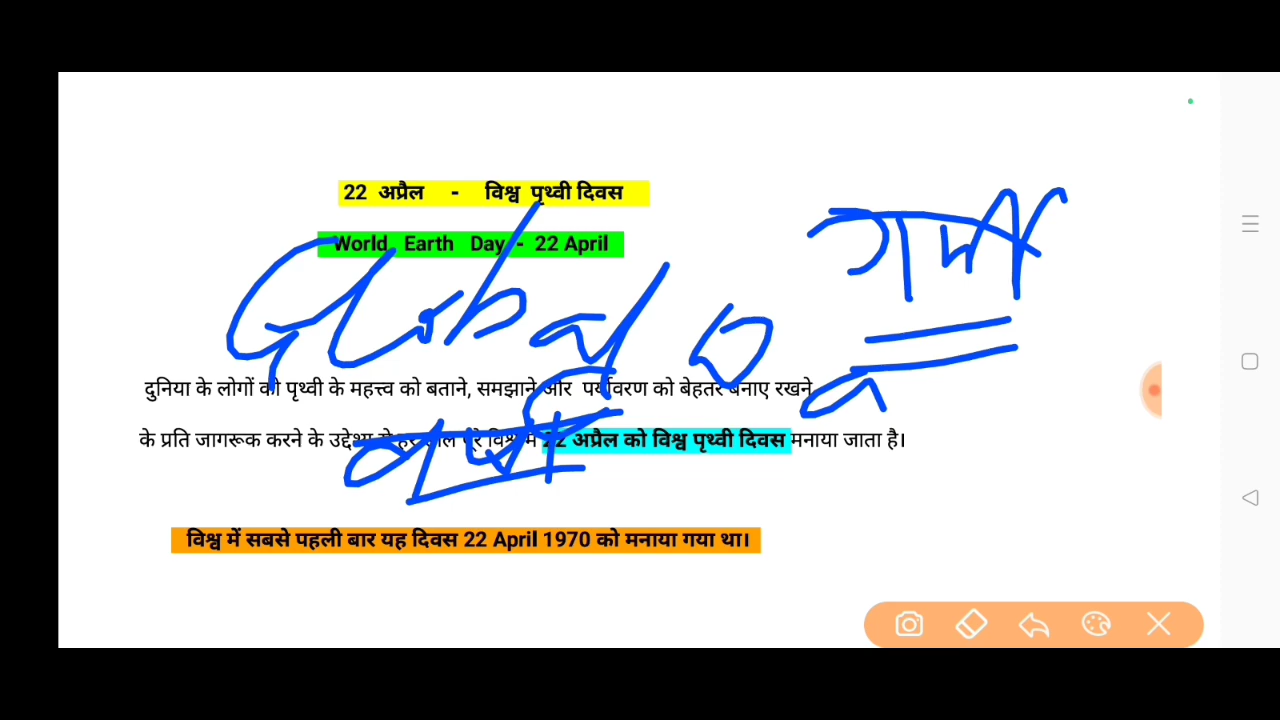 22 अप्रैल - विश्व पृथ्वी दिवस
World Earth Day - 22 April
Global
दुनिया के लोगों को पृथ्वी के महत्त्व को बताने, समझाने और पर्यावरण को बेहतर बनाए रखने
के प्रति जागरूक करने के उद्देश्य से हर साल पूरे विश्व में 22 अप्रैल को विश्व पृथ्वी दिवस मनाया जाता है।
विश्व में सबसे पहली बार यह दिवस 22 April 1970 को मनाया गया था।